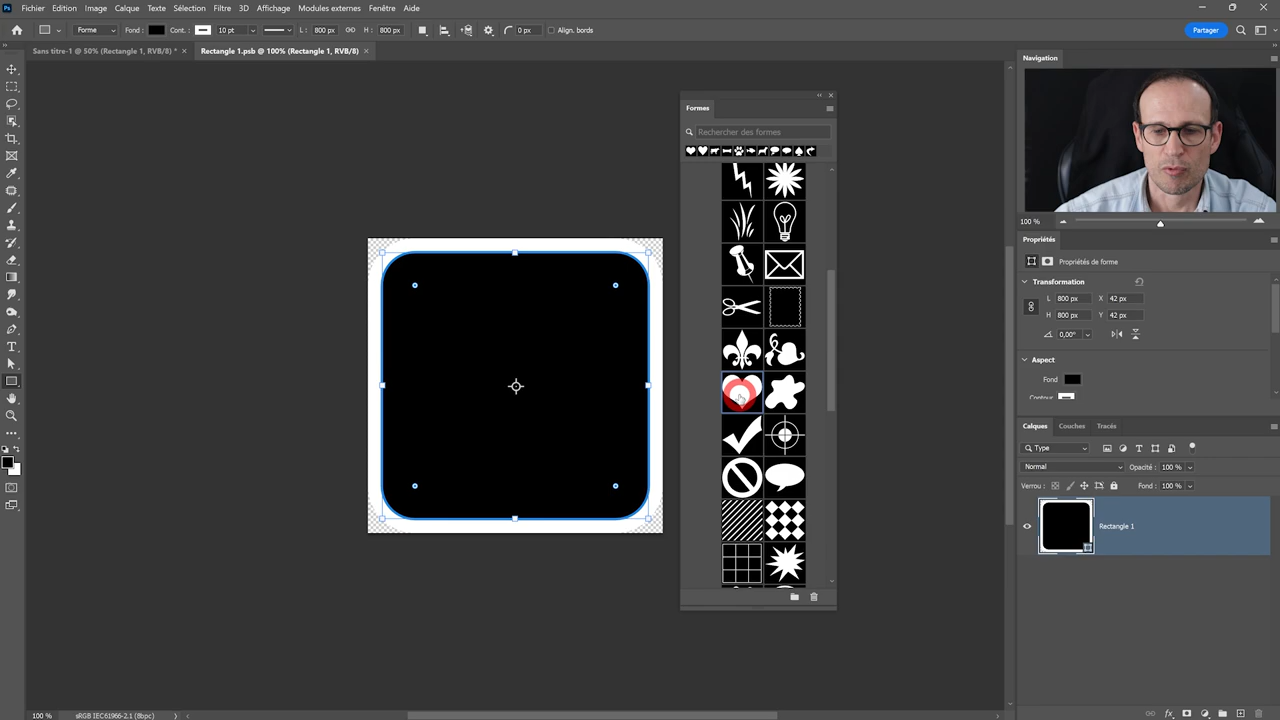 Fichier Edition Image Calque Texte Sélection Filtre 3D Affichage Modules externes Fenêtre Aide
Forme Fond : Cont. : 10 pt L : 800 px H : 800 px 0 px Align. bords Partager
Sans titre-1 @ 50% (Rectangle 1, RVB/8) * Rectangle 1.psb @ 100% (Rectangle 1, RVB/8)
Navigation
Formes
Rechercher des formes
100 %
Propriétés
Propriétés de forme
Transformation
L 800 px X 42 px
H 800 px Y 42 px
0,00°
Aspect
Fond
Contour
Calques Couches Tracés
Type
Normal Opacité : 100 %
Verrou : Fond : 100 %
Rectangle 1
100 % sRGB IEC61966-2.1 (8bpc)